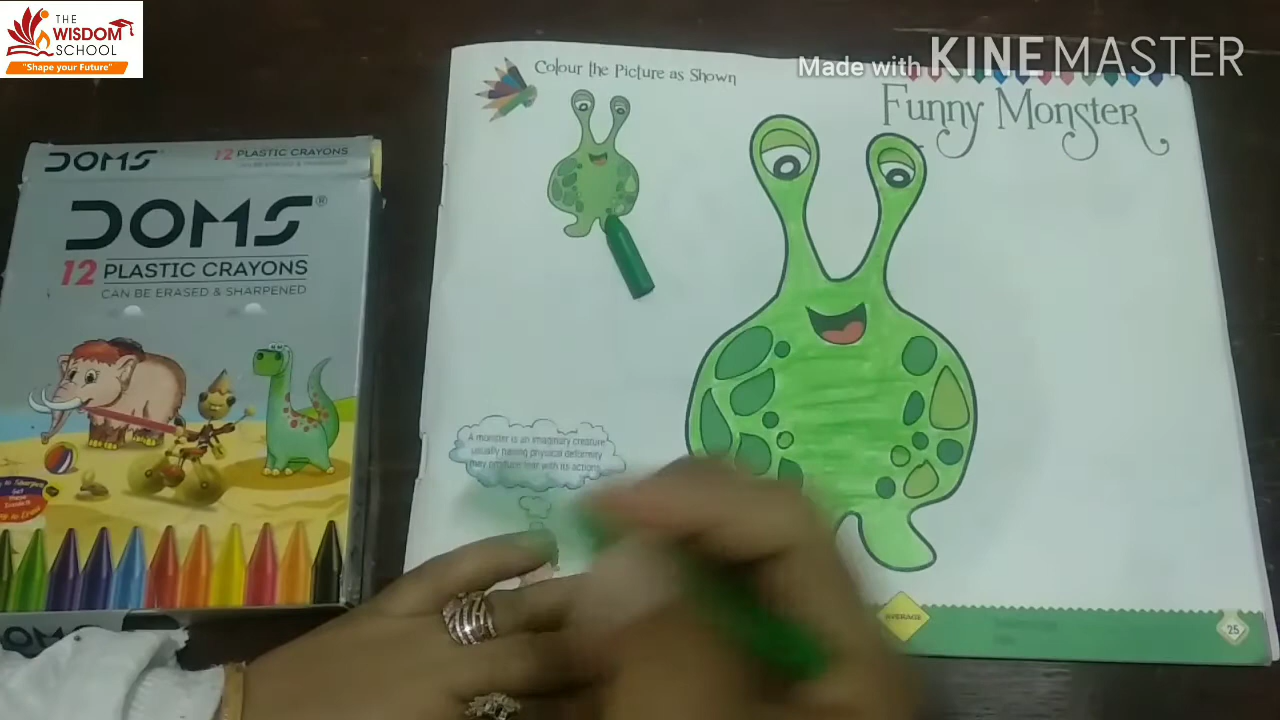 THE
WISDOM
SCHOOL
"Shape your Future"
Made with KINEMASTER
Colour the Picture as Shown
Funny Monster
DOMS® 12 PLASTIC CRAYONS
DOMS®
12 PLASTIC CRAYONS
CAN BE ERASED & SHARPENED
A monster is an imaginary creature
usually having physical deformity
may produce fear with its actions
AVERAGE
25
DOMS